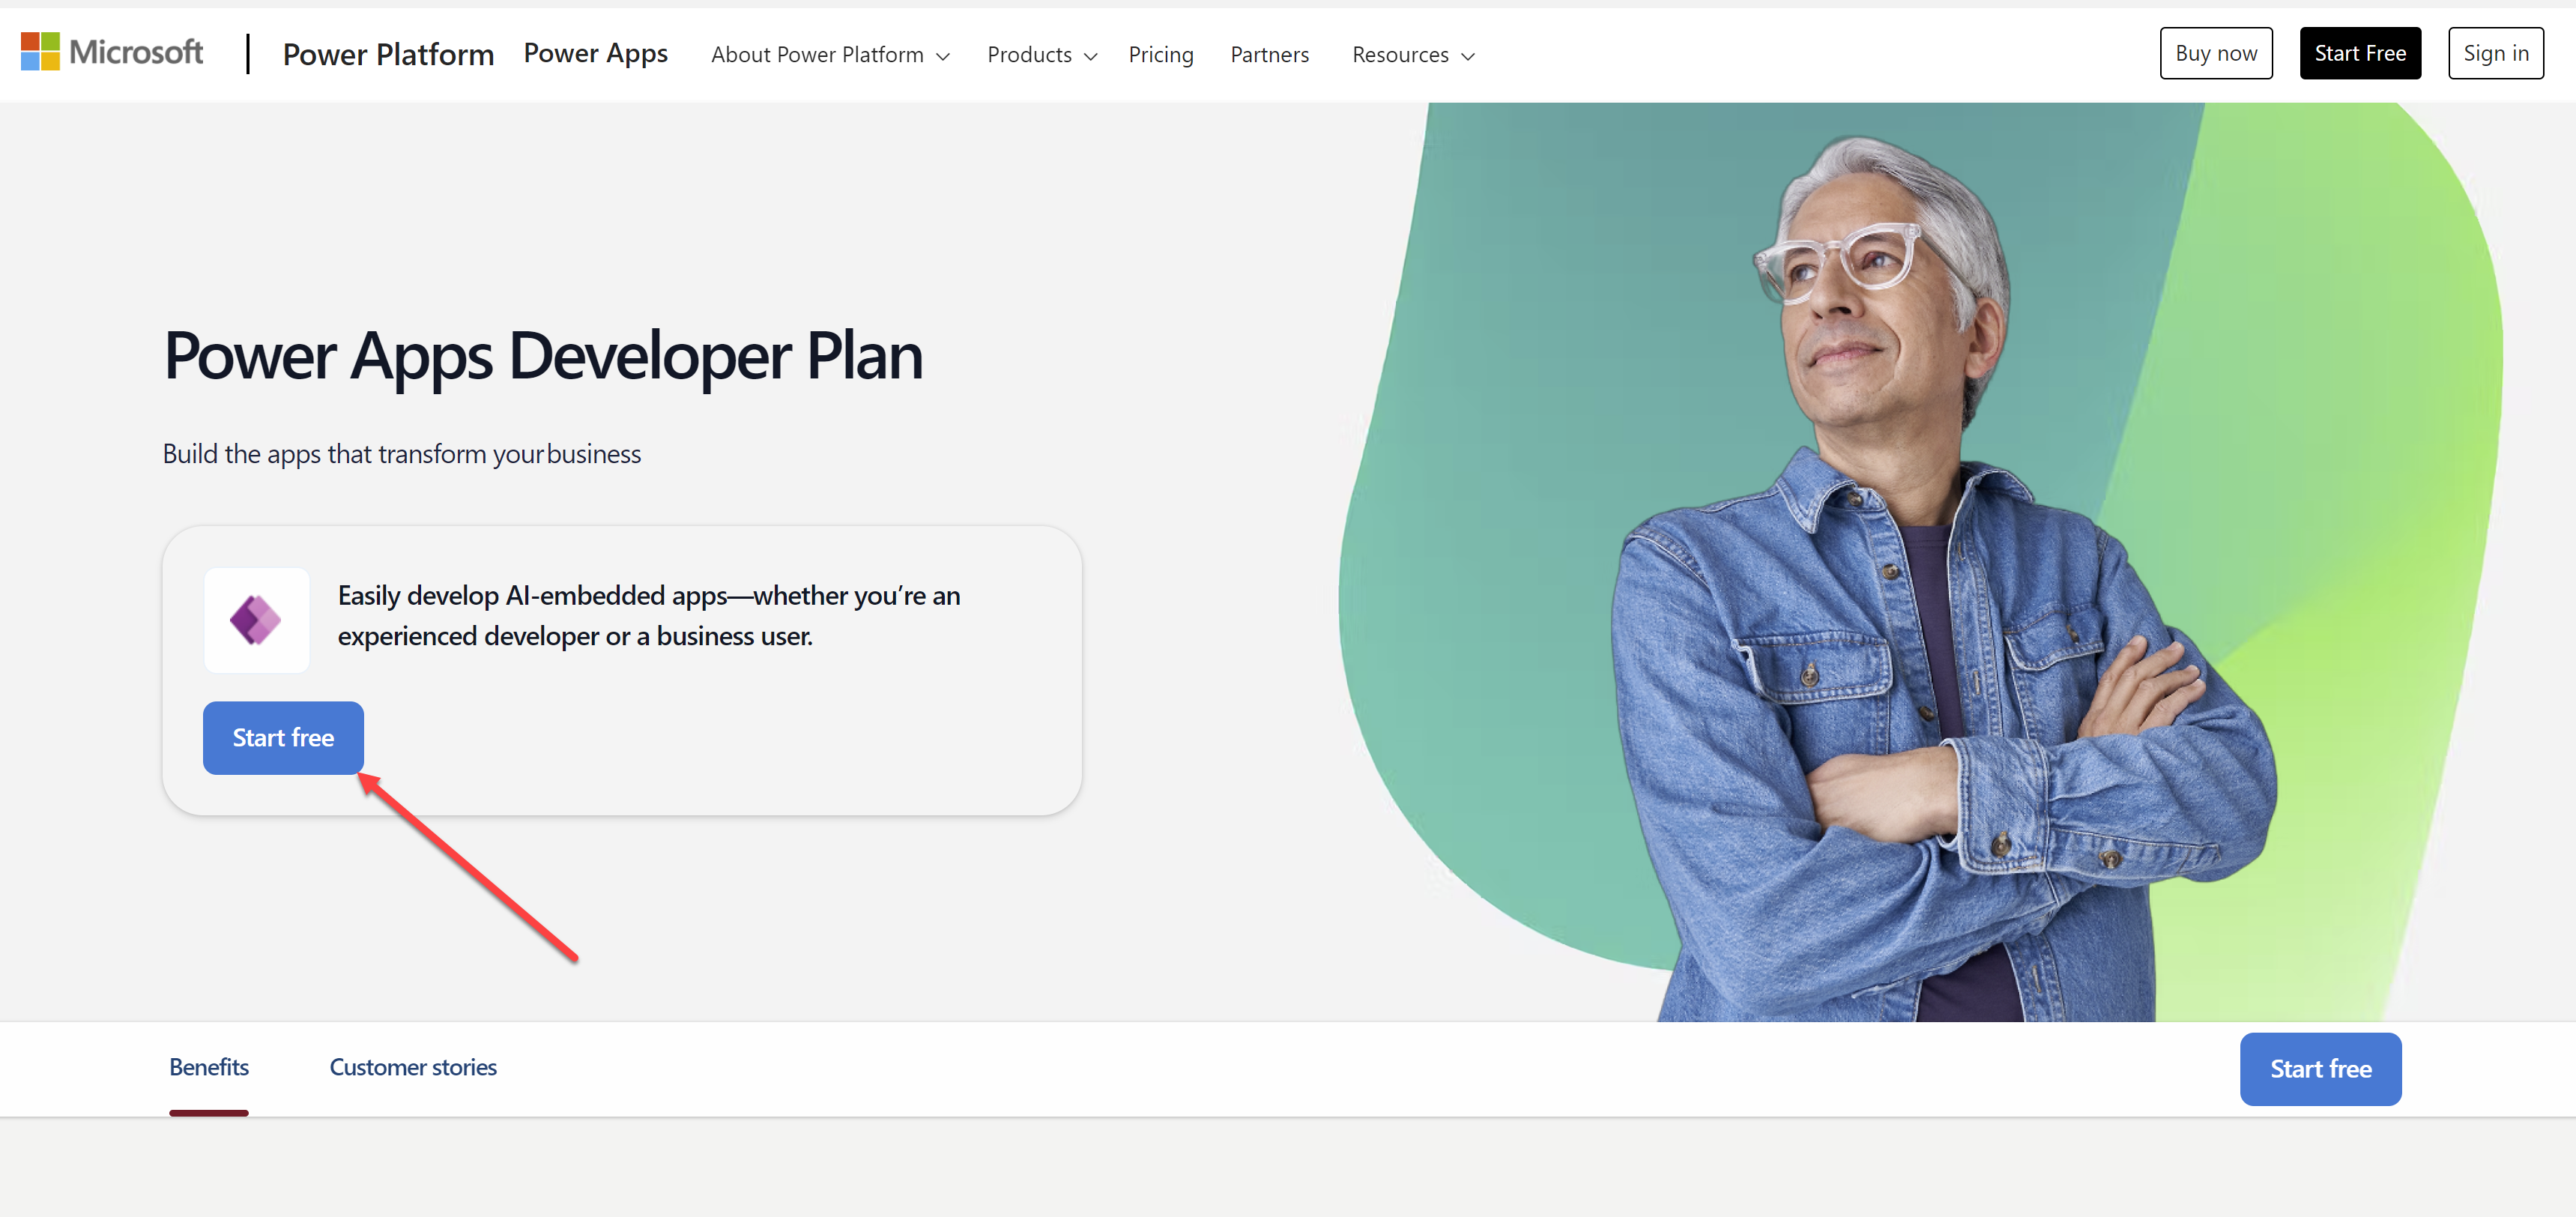 Microsoft
Power Platform
Power Apps
About Power Platform
Products
Pricing
Partners
Resources
Buy now
Start Free
Sign in
Power Apps Developer Plan
Build the apps that transform your business
Easily develop AI-embedded apps—whether you’re an
experienced developer or a business user.
Start free
Benefits
Customer stories
Start free